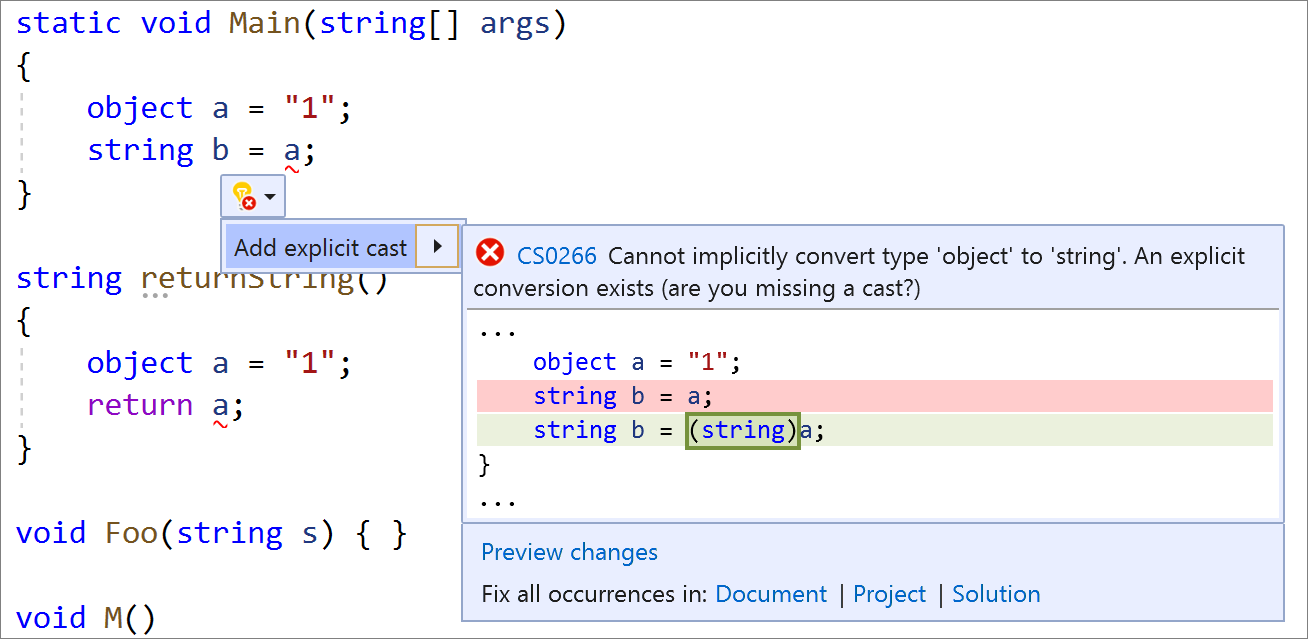 static void Main(string[] args)
{
    object a = "1";
    string b = a;
}
Add explicit cast
string returnString()
{
    object a = "1";
    return a;
}
void Foo(string s) { }
void M()
CS0266 Cannot implicitly convert type 'object' to 'string'. An explicit
conversion exists (are you missing a cast?)
...
    object a = "1";
    string b = a;
    string b = (string)a;
}
...
Preview changes
Fix all occurrences in: Document | Project | Solution